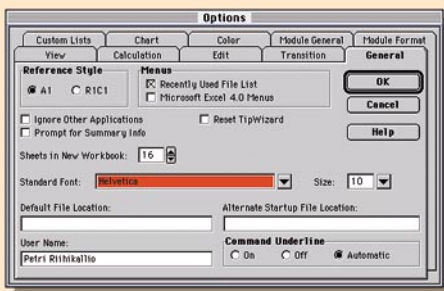 Options
Custom Lists Chart Color Module General Module Format
View Calculation Edit Transition General
Reference Style
A1 R1C1
Menus
Recently Used File List
Microsoft Excel 4.0 Menus
OK
Cancel
Help
Ignore Other Applications Reset TipWizard
Prompt for Summary Info
Sheets in New Workbook: 16
Standard Font: Helvetica Size: 10
Default File Location: Alternate Startup File Location:
User Name:
Petri Riihikallio
Command Underline
On Off Automatic